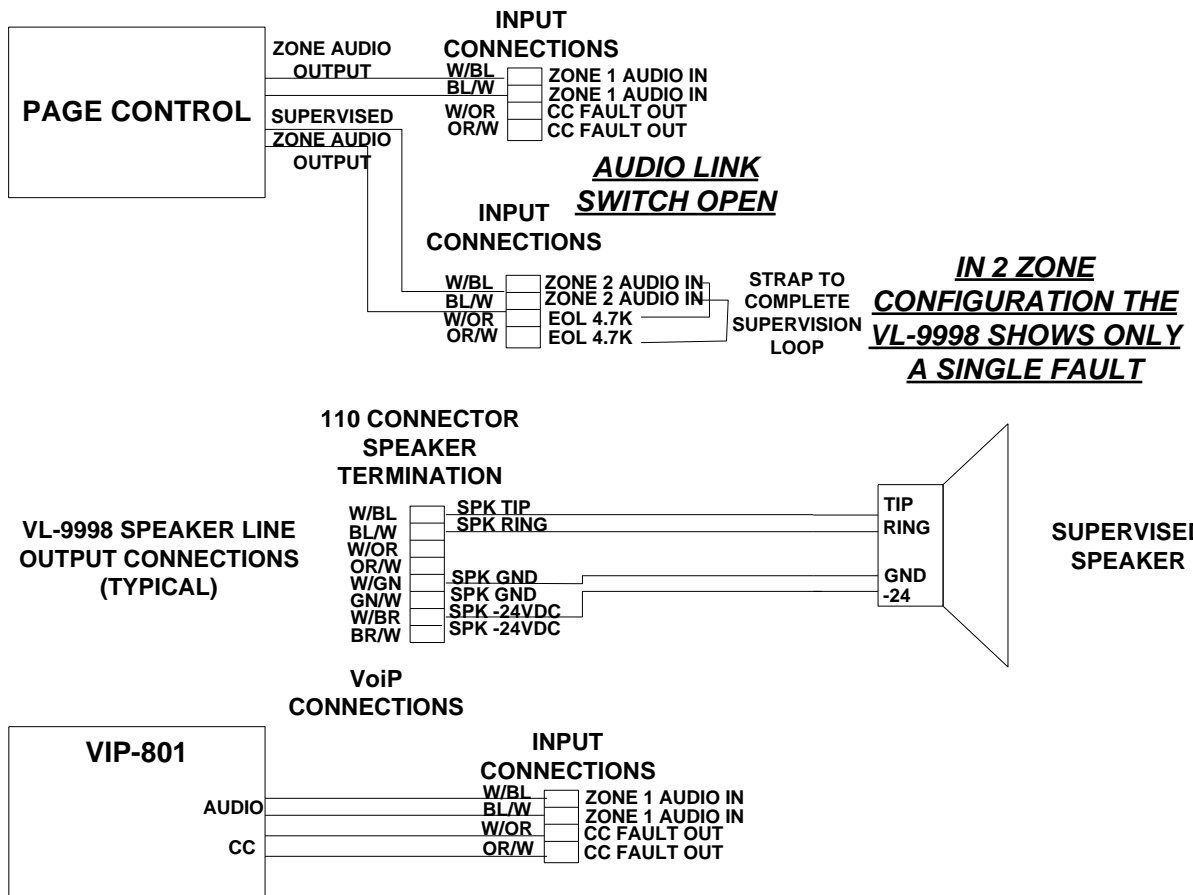 INPUT
CONNECTIONS
ZONE AUDIO
OUTPUT
PAGE CONTROL
SUPERVISED
ZONE AUDIO
OUTPUT
W/BL ZONE 1 AUDIO IN
BL/W ZONE 1 AUDIO IN
W/OR CC FAULT OUT
OR/W CC FAULT OUT
AUDIO LINK
SWITCH OPEN
INPUT
CONNECTIONS
W/BL ZONE 2 AUDIO IN
BL/W ZONE 2 AUDIO IN
W/OR EOL 4.7K
OR/W EOL 4.7K
STRAP TO
COMPLETE
SUPERVISION
LOOP
IN 2 ZONE
CONFIGURATION THE
VL-9998 SHOWS ONLY
A SINGLE FAULT
110 CONNECTOR
SPEAKER
TERMINATION
VL-9998 SPEAKER LINE
OUTPUT CONNECTIONS
(TYPICAL)
W/BL SPK TIP
BL/W SPK RING
W/OR
OR/W
W/GN SPK GND
GN/W SPK GND
W/BR SPK -24VDC
BR/W SPK -24VDC
TIP
RING
GND
-24
SUPERVISED
SPEAKER
VoiP
CONNECTIONS
VIP-801
AUDIO
CC
INPUT
CONNECTIONS
W/BL ZONE 1 AUDIO IN
BL/W ZONE 1 AUDIO IN
W/OR CC FAULT OUT
OR/W CC FAULT OUT